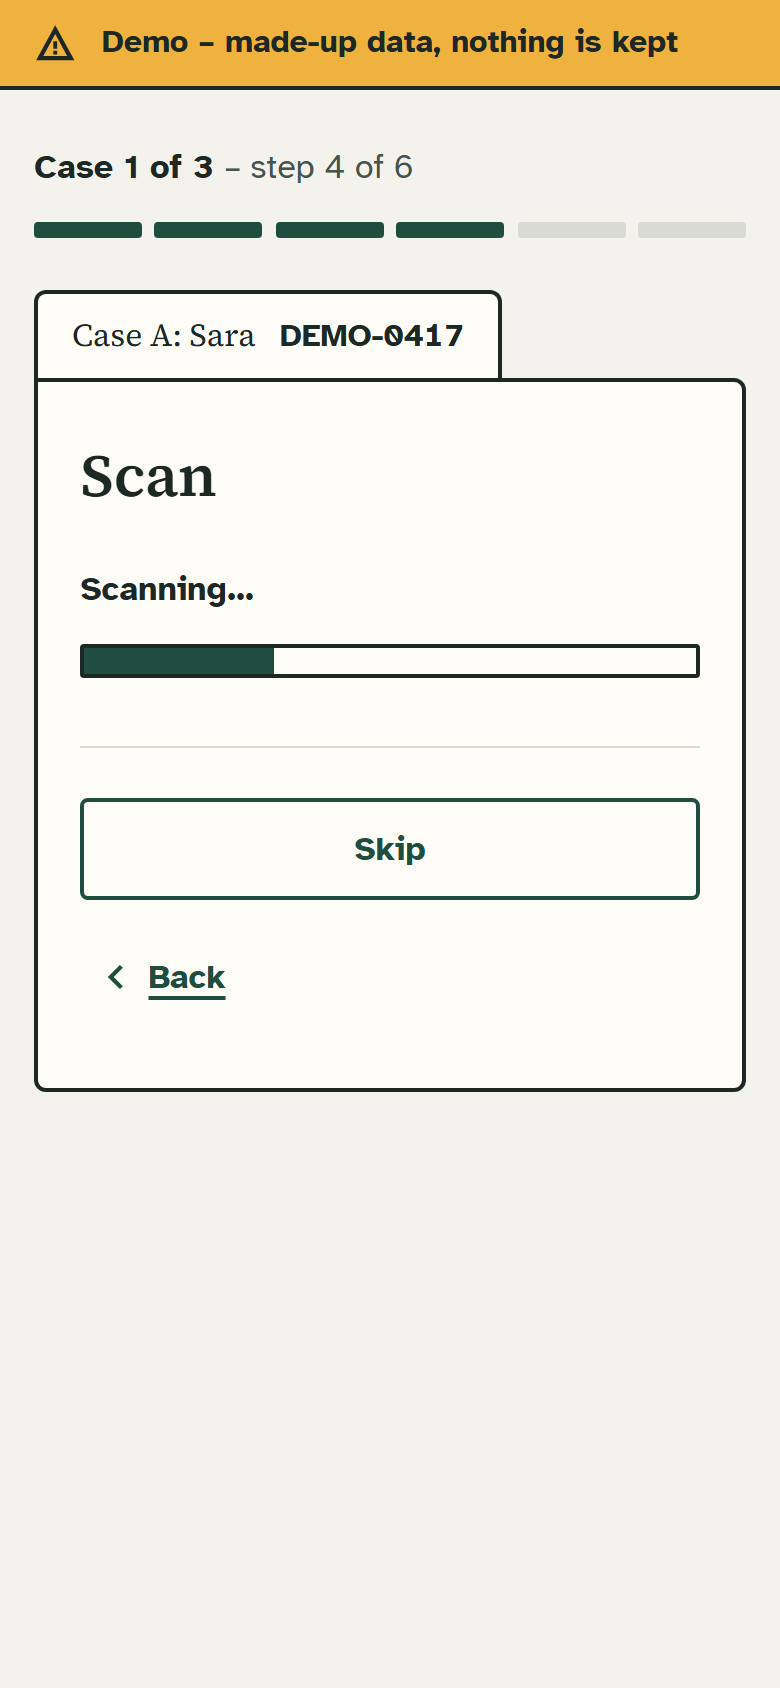 Demo – made-up data, nothing is kept
Case 1 of 3 – step 4 of 6
Case A: Sara DEMO-0417
Scan
Scanning...
Skip
Back